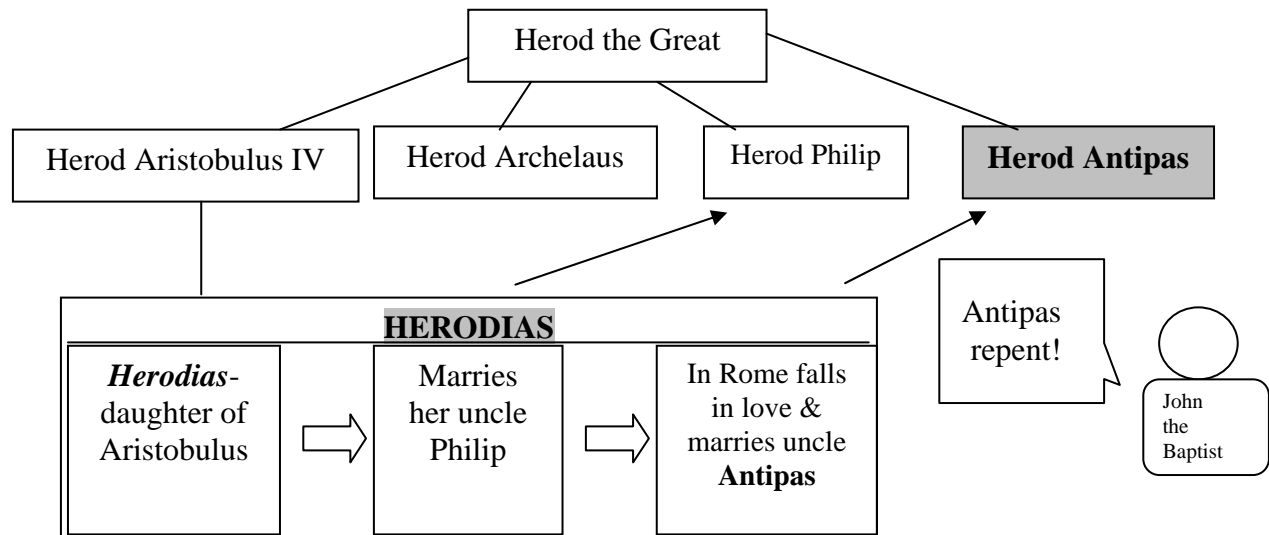 Herod the Great
Herod Aristobulus IV
Herod Archelaus
Herod Philip
Herod Antipas
HERODIAS
Herodias-
daughter of
Aristobulus
Marries
her uncle
Philip
In Rome falls
in love &
marries uncle
Antipas
Antipas
repent!
John
the
Baptist